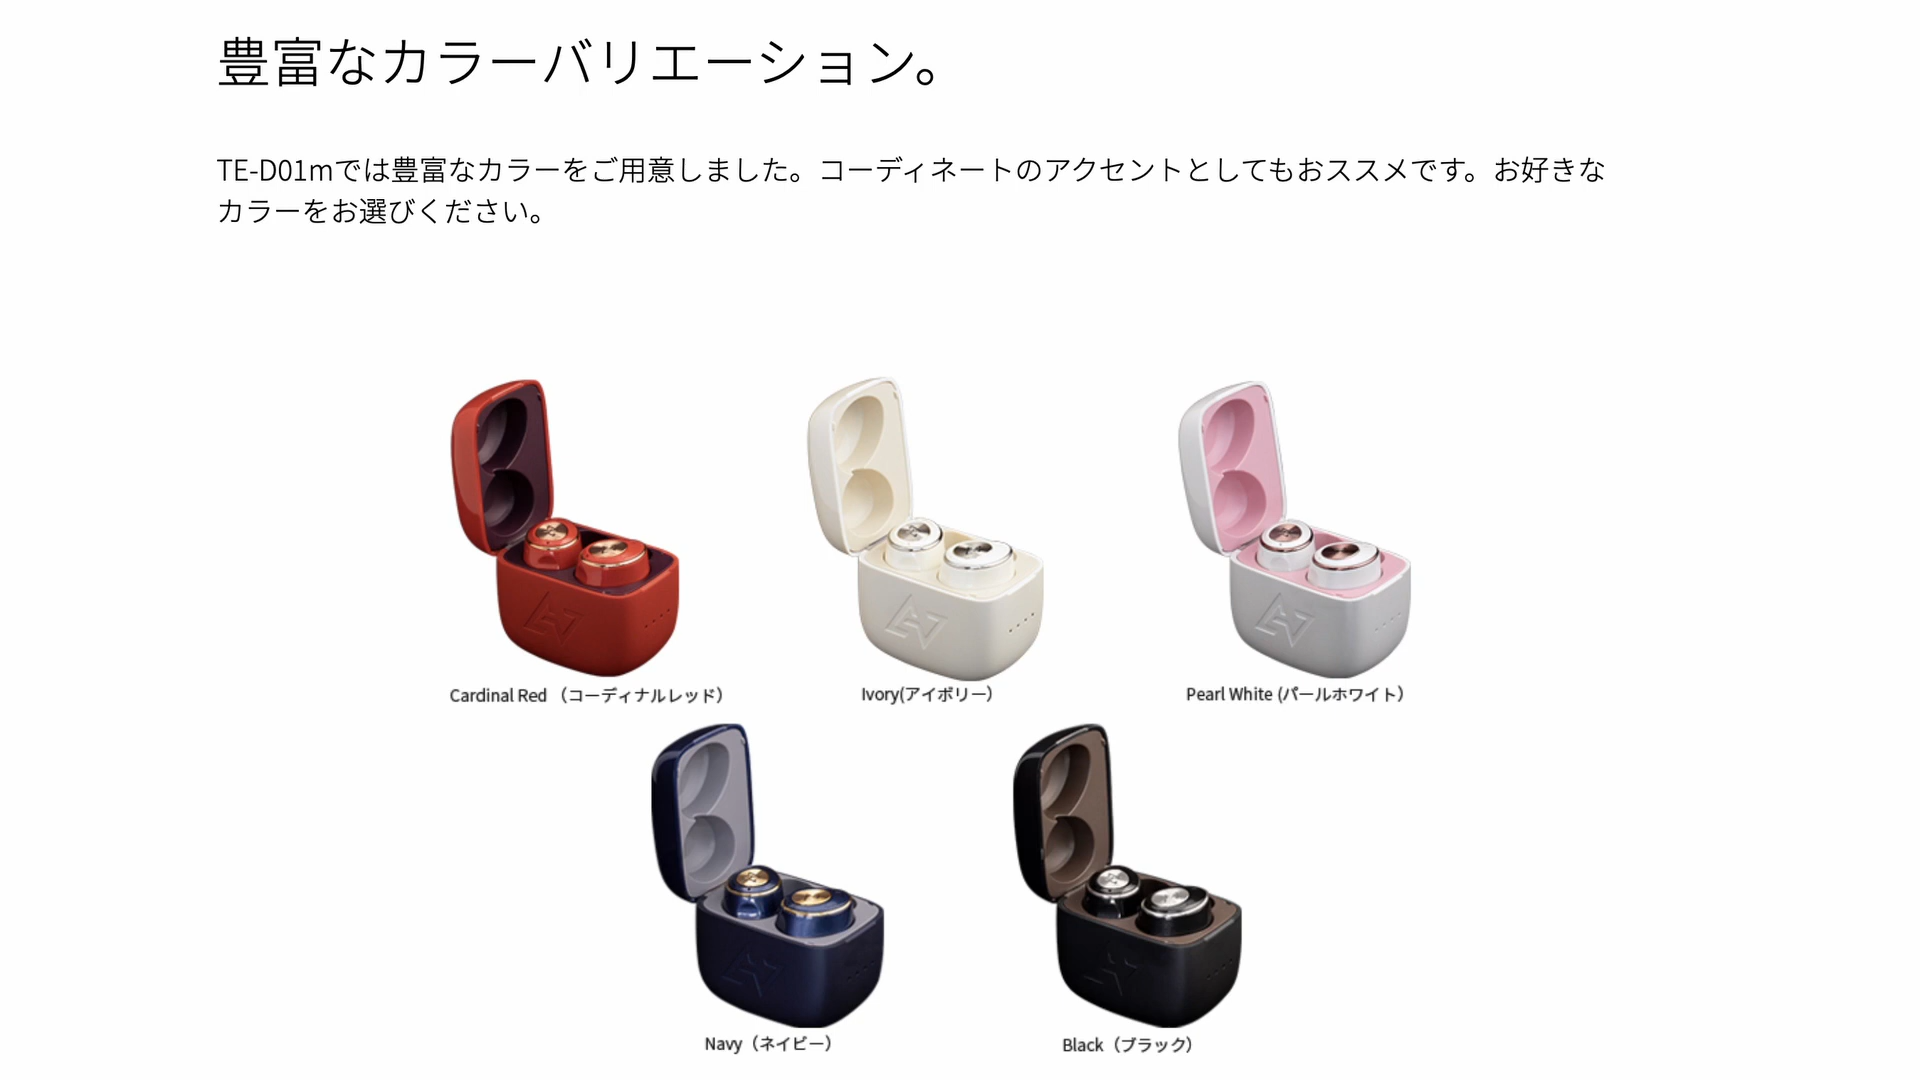 豊富なカラーバリエーション。
TE-D01mでは豊富なカラーをご用意しました。コーディネートのアクセントとしてもおススメです。お好きな
カラーをお選びください。
Cardinal Red （コーディナルレッド）
Ivory(アイボリー）
Pearl White (パールホワイト）
Navy（ネイビー）
Black（ブラック）